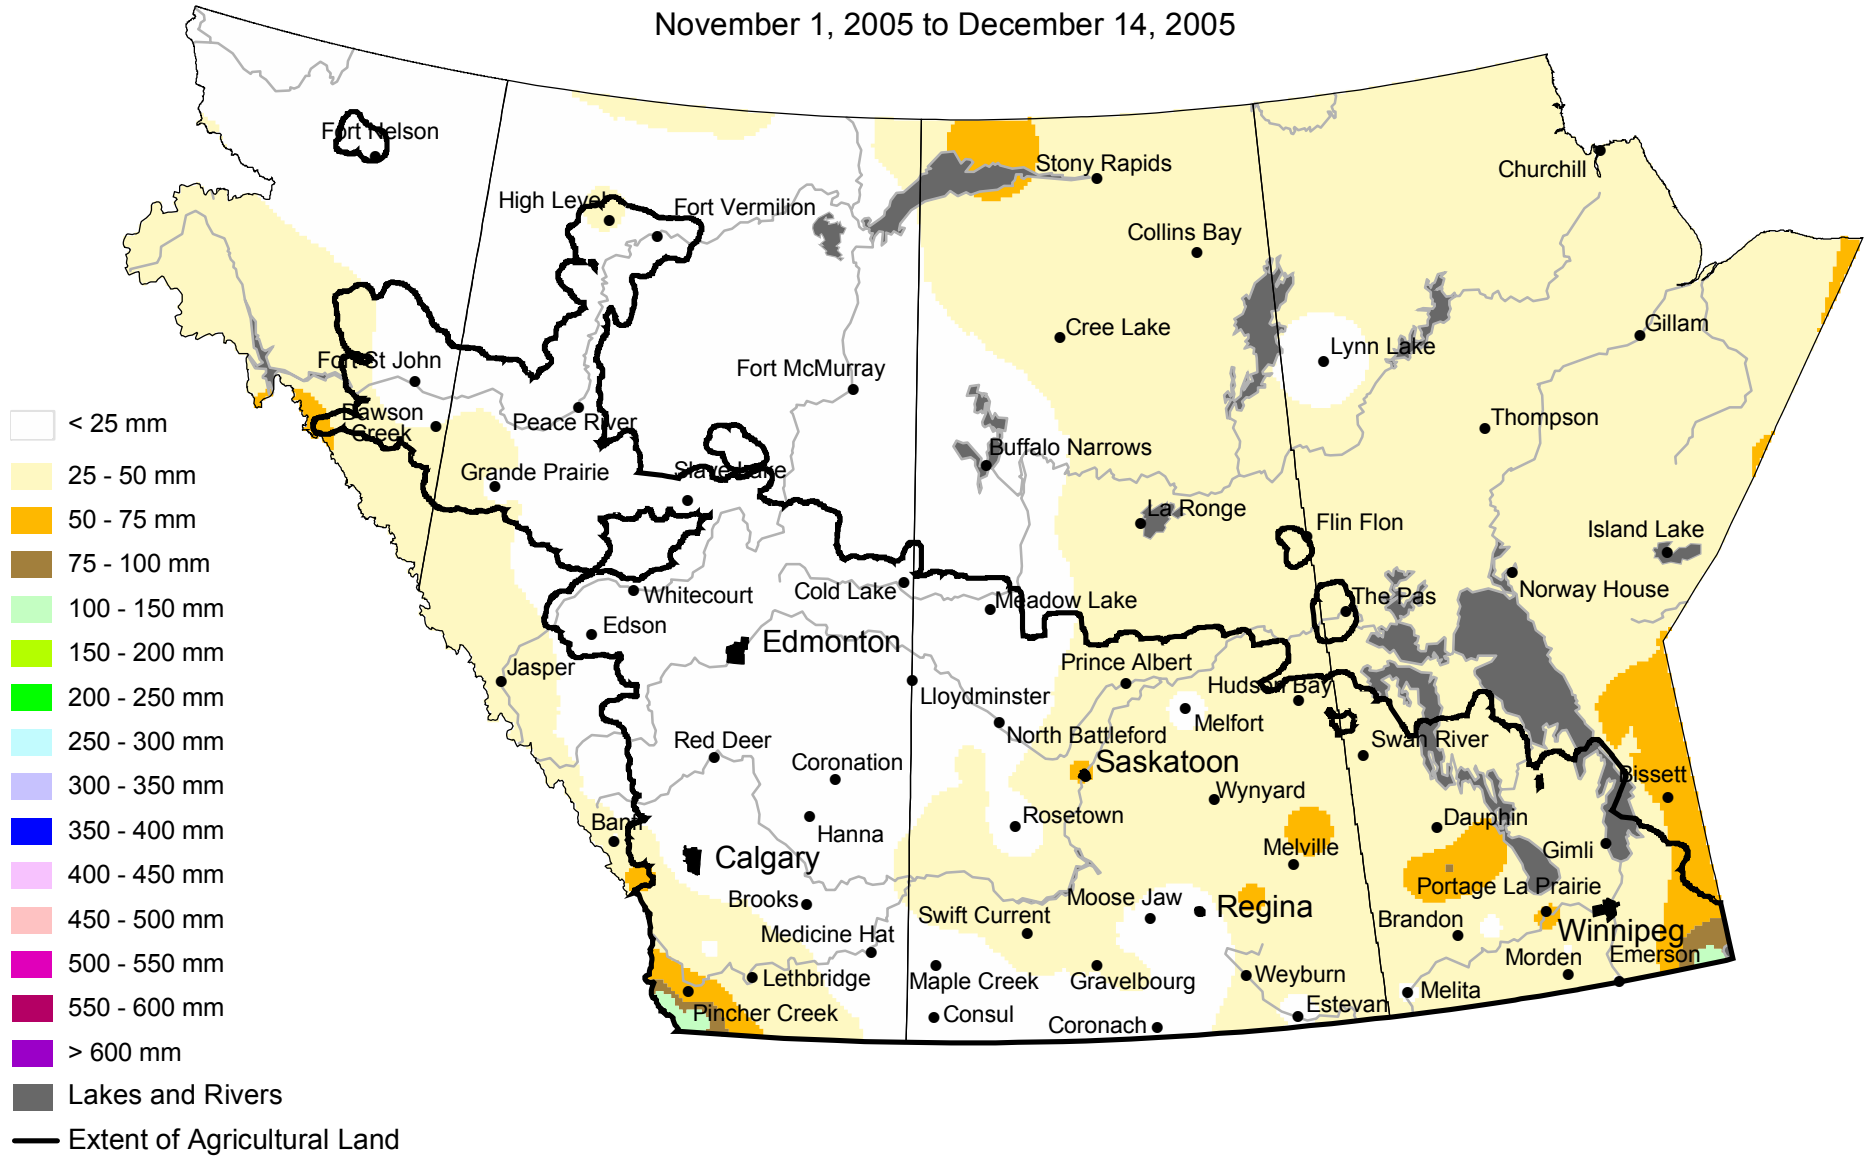 November 1, 2005 to December 14, 2005
Fort Nelson
Churchill
Stony Rapids
High Level
Fort Vermilion
Collins Bay
Gillam
Cree Lake
Lynn Lake
Fort St John
Fort McMurray
Dawson
Creek
Peace River
Thompson
Buffalo Narrows
Grande Prairie
Slave Lake
La Ronge
Flin Flon
Island Lake
Whitecourt
Cold Lake
Meadow Lake
The Pas
Norway House
Edson
Edmonton
Jasper
Prince Albert
Hudson Bay
Lloydminster
Melfort
North Battleford
Swan River
Red Deer
Coronation
Saskatoon
Bissett
Wynyard
Banff
Hanna
Rosetown
Dauphin
Calgary
Melville
Gimli
Portage La Prairie
Brooks
Moose Jaw
Regina
Swift Current
Brandon
Winnipeg
Medicine Hat
Morden
Emerson
Lethbridge
Maple Creek
Gravelbourg
Weyburn
Melita
Pincher Creek
Consul
Coronach
Estevan
< 25 mm
25 - 50 mm
50 - 75 mm
75 - 100 mm
100 - 150 mm
150 - 200 mm
200 - 250 mm
250 - 300 mm
300 - 350 mm
350 - 400 mm
400 - 450 mm
450 - 500 mm
500 - 550 mm
550 - 600 mm
> 600 mm
Lakes and Rivers
Extent of Agricultural Land